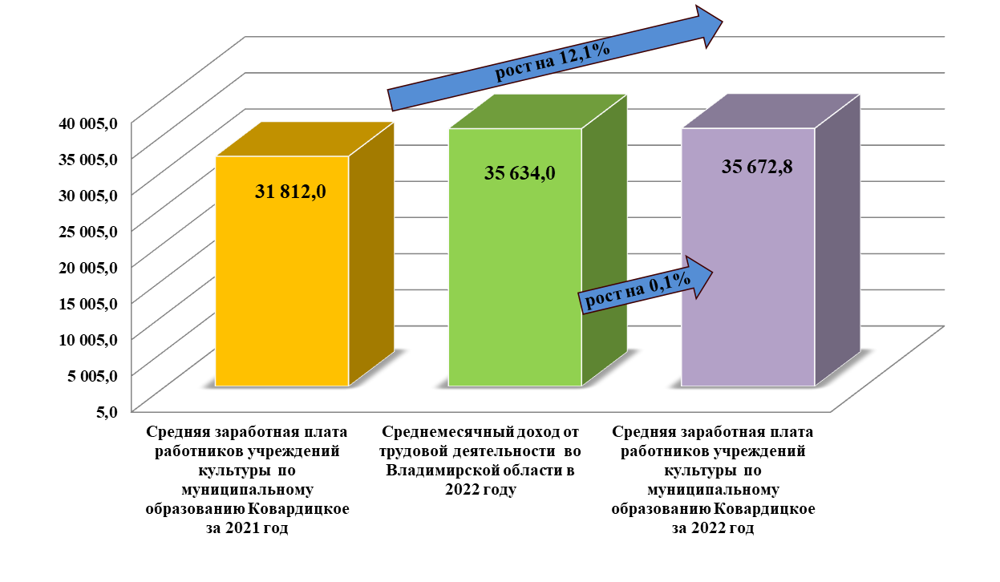 рост на 12,1%
40 005,0
35 005,0
30 005,0
25 005,0
20 005,0
15 005,0
10 005,0
5 005,0
5,0
31 812,0
35 634,0
35 672,8
рост на 0,1%
Средняя заработная плата
работников учреждений
культуры по
муниципальному
образованию Ковардицкое
за 2021 год
Среднемесячный доход от
трудовой деятельности во
Владимирской области в
2022 году
Средняя заработная плата
работников учреждений
культуры по
муниципальному
образованию Ковардицкое
за 2022 год